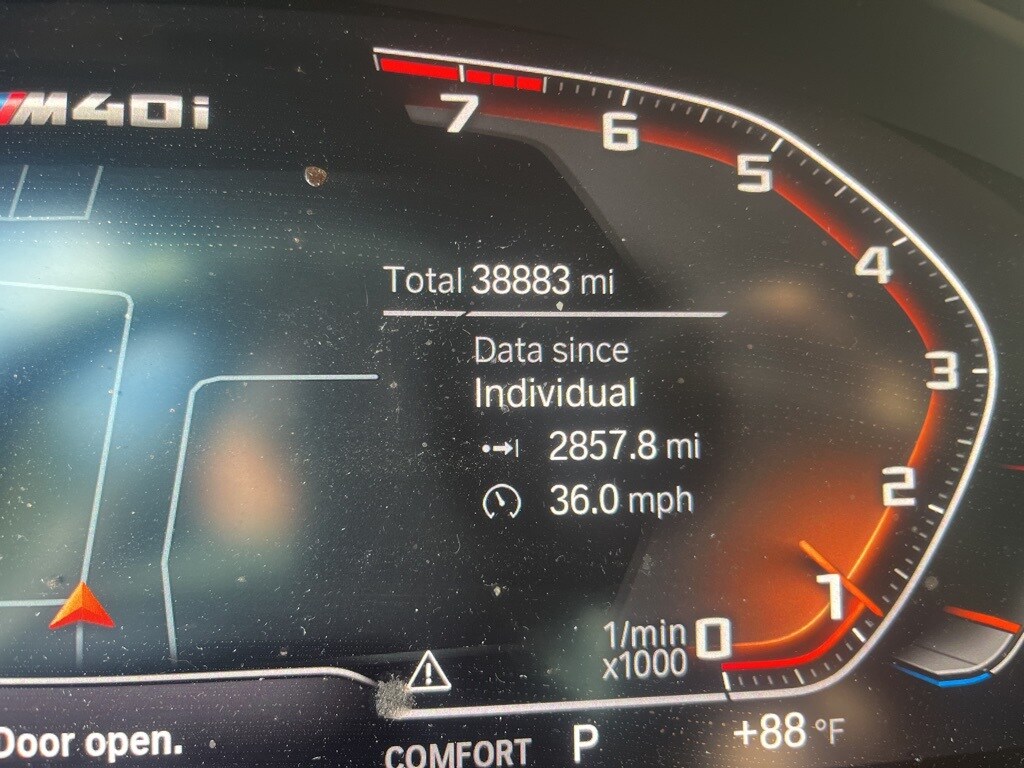 M40i
7
6
5
4
3
2
1
0
1/min
x1000
Total 38883 mi
Data since
Individual
2857.8 mi
36.0 mph
Door open.
COMFORT P +88 °F